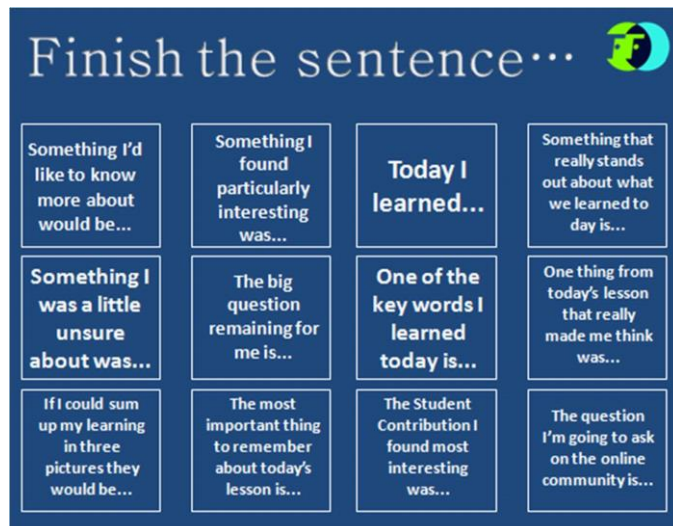 Finish the sentence...
Something I'd
like to know
more about
would be...
Something I
found
particularly
interesting
was...
Today I
learned...
Something that
really stands
out about what
we learned to
day is...
Something I
was a little
unsure
about was...
The big
question
remaining for
me is...
One of the
key words I
learned
today is...
One thing from
today's lesson
that really
made me think
was...
If I could sum
up my learning
in three
pictures they
would be...
The most
important thing
to remember
about today's
lesson is...
The Student
Contribution I
found most
interesting
was...
The question
I'm going to ask
on the online
community is...